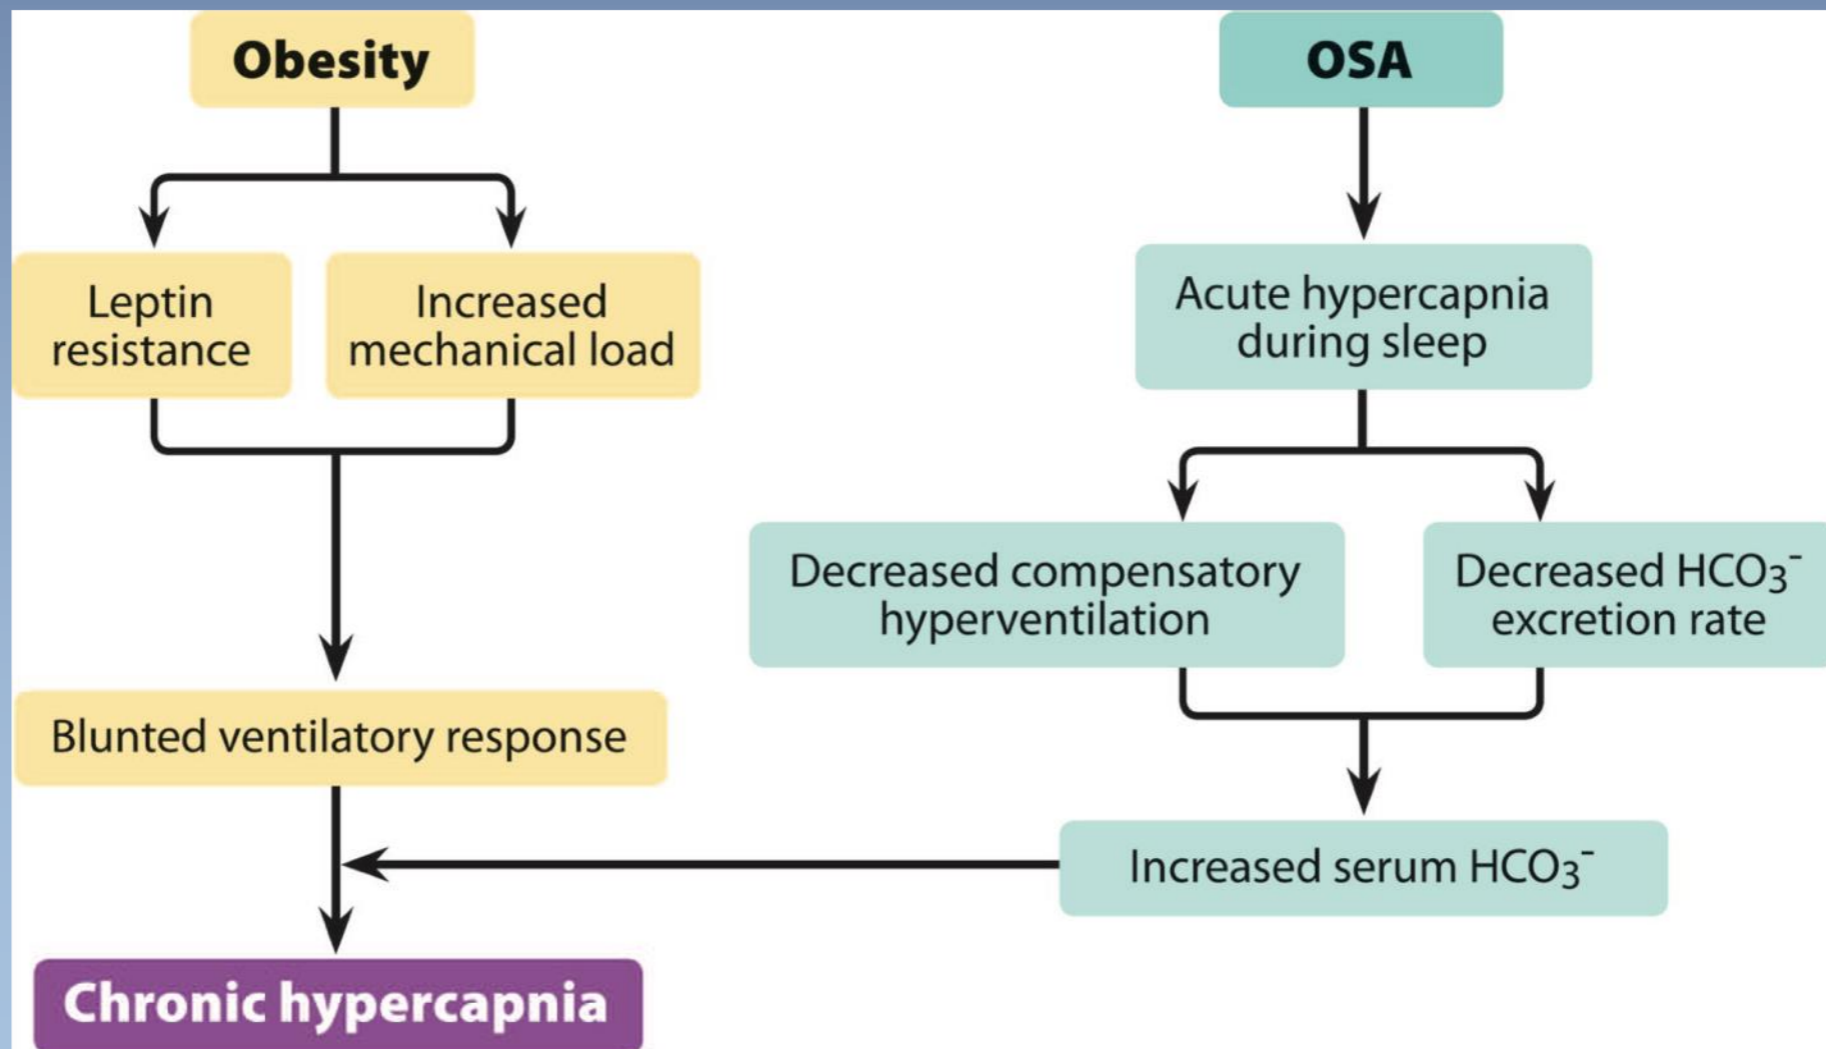 Obesity
OSA
Leptin
resistance
Increased
mechanical load
Acute hypercapnia
during sleep
Decreased compensatory
hyperventilation
Decreased HCO₃⁻
excretion rate
Blunted ventilatory response
Increased serum HCO₃⁻
Chronic hypercapnia